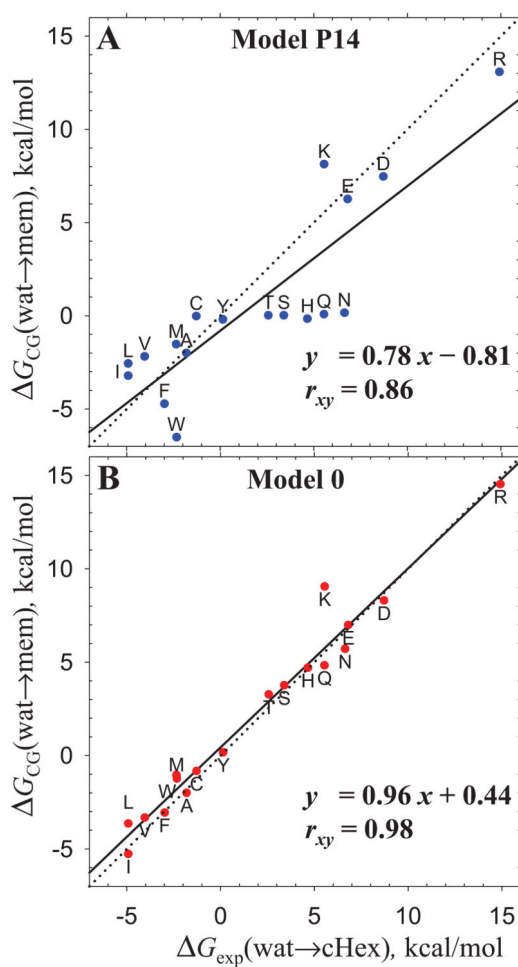 A
Model P14
15
10
5
0
-5
ΔG_CG(wat→mem), kcal/mol
R
K
D
E
C
Y
T
S
H
Q
N
L
V
M
A
I
F
W
y = 0.78 x − 0.81
r_xy = 0.86
B
Model 0
15
10
5
0
-5
ΔG_CG(wat→mem), kcal/mol
R
K
D
E
N
Q
H
S
T
Y
M
W
C
A
L
V
F
I
y = 0.96 x + 0.44
r_xy = 0.98
-5 0 5 10 15
ΔG_exp(wat→cHex), kcal/mol